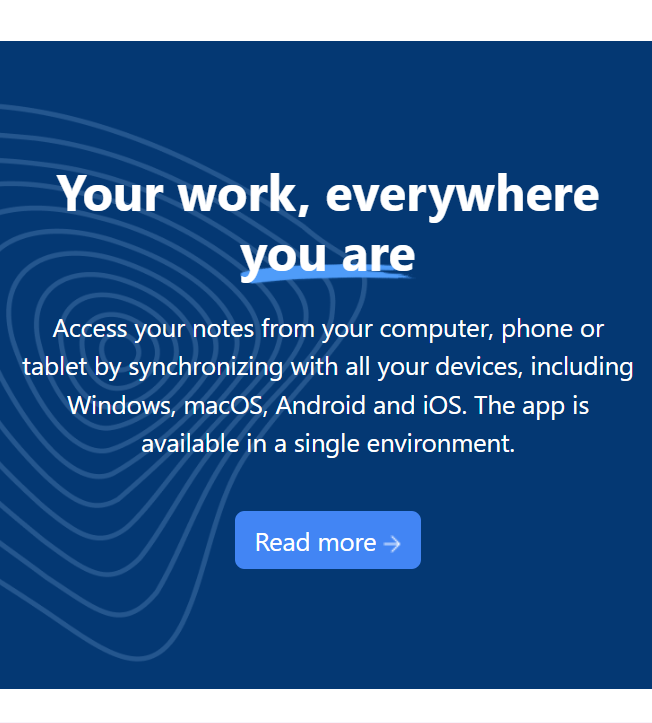 Your work, everywhere
you are
Access your notes from your computer, phone or
tablet by synchronizing with all your devices, including
Windows, macOS, Android and iOS. The app is
available in a single environment.
Read more →